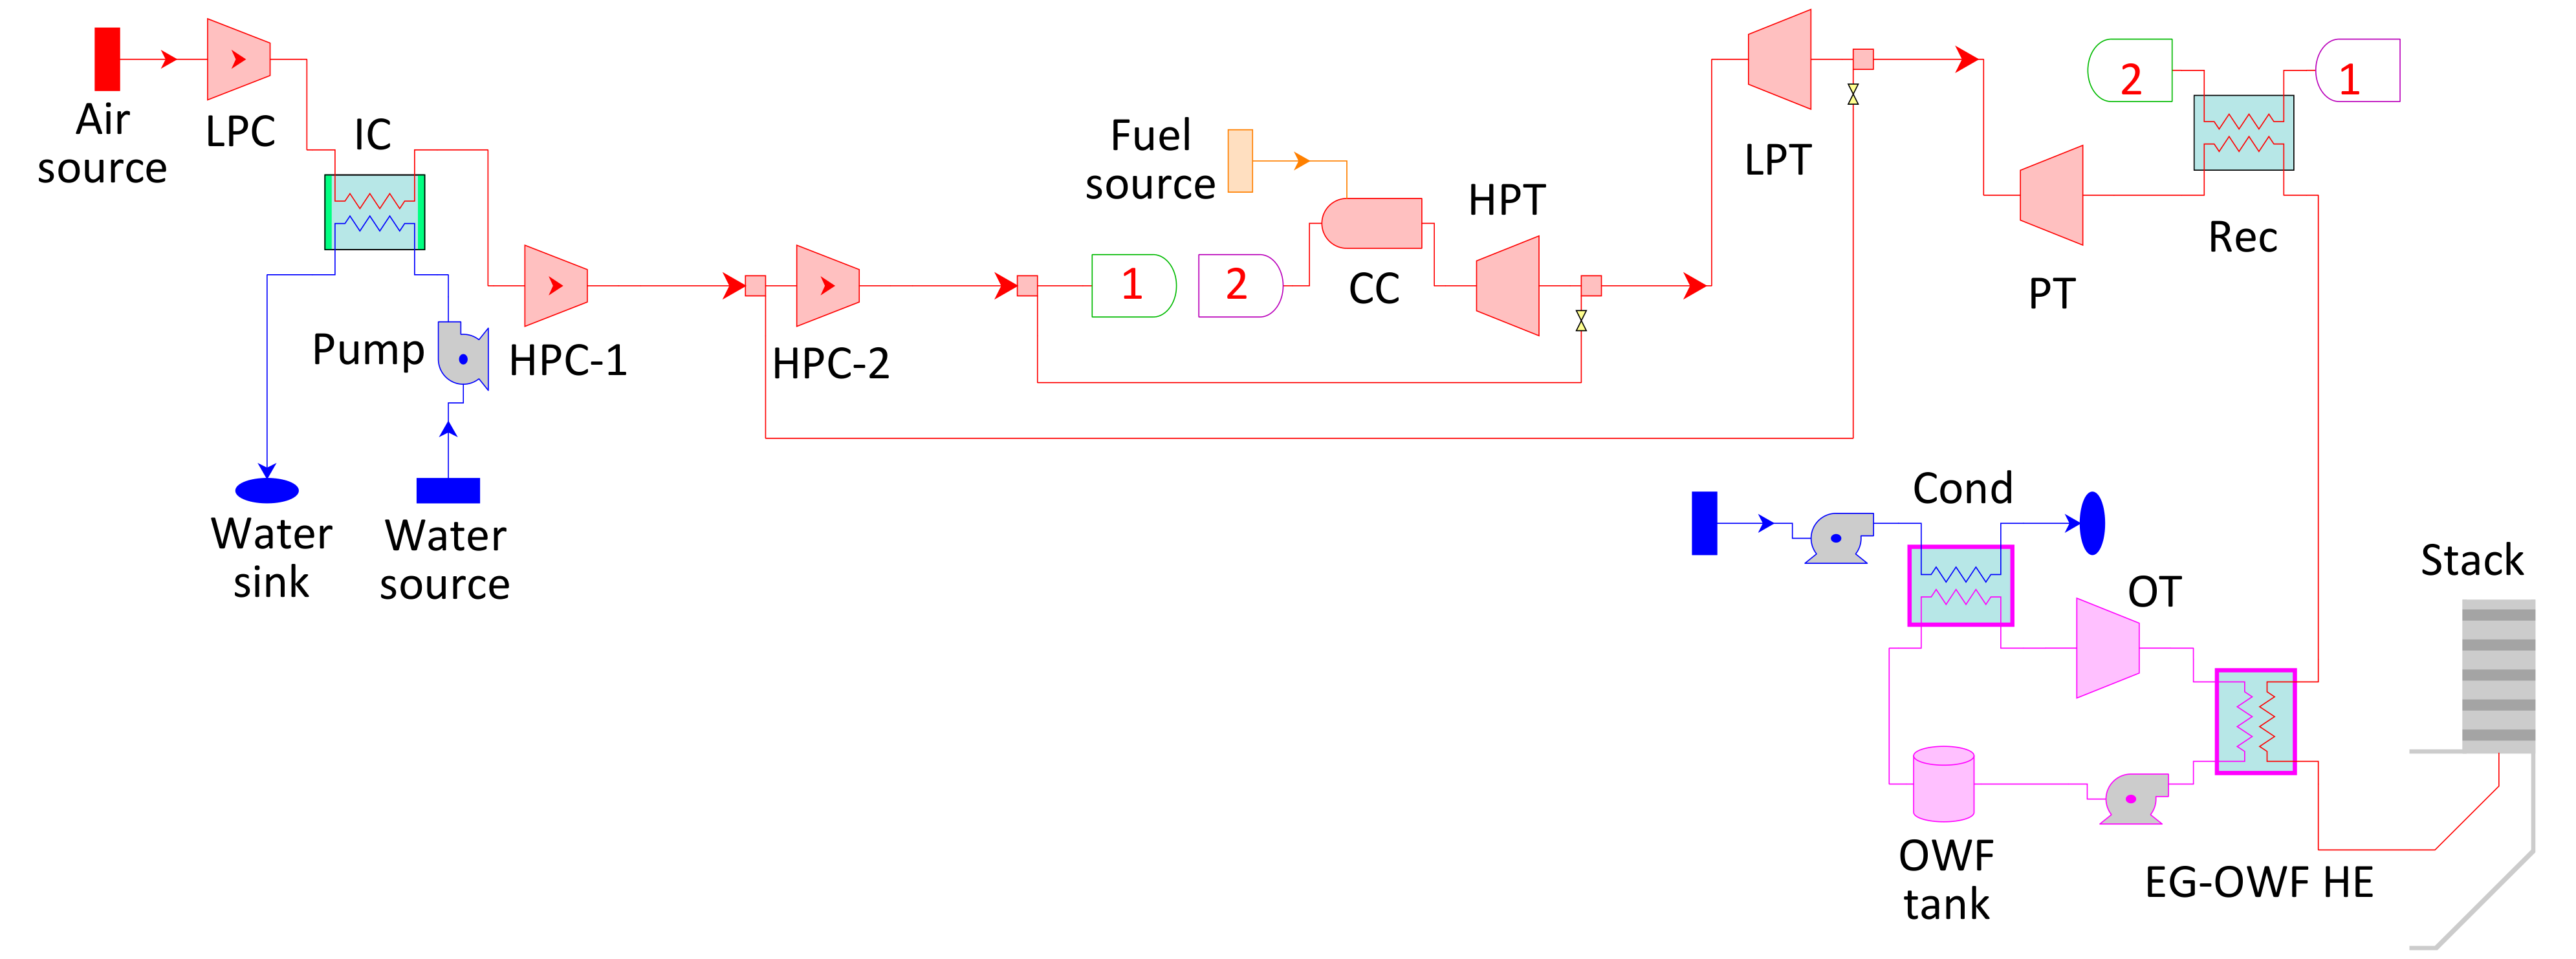 Air
source
LPC
IC
Pump
Water
sink
Water
source
HPC-1
HPC-2
1
2
Fuel
source
CC
HPT
LPT
PT
2
1
Rec
Cond
OT
OWF
tank
EG-OWF HE
Stack